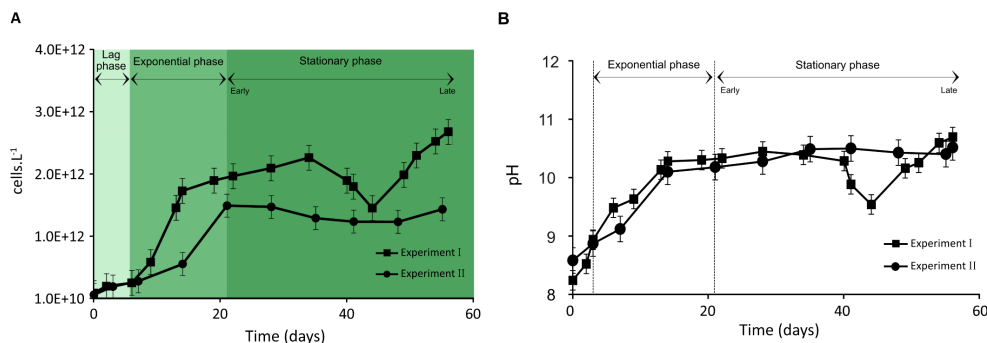 A
4.0E+12
3.0E+12
2.0E+12
1.0E+12
1.0E+10
cells.L-1
Lag
phase
Exponential phase
Stationary phase
Early
Late
Experiment I
Experiment II
0
20
40
60
Time (days)
B
12
11
10
9
8
pH
Exponential phase
Stationary phase
Early
Late
Experiment I
Experiment II
0
20
40
60
Time (days)